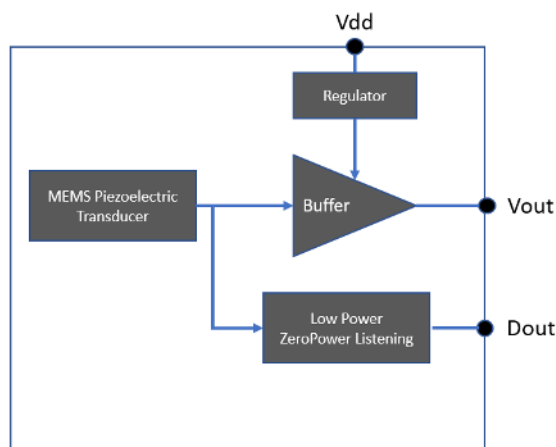 Vdd
Regulator
MEMS Piezoelectric
Transducer
Buffer
Vout
Low Power
ZeroPower Listening
Dout